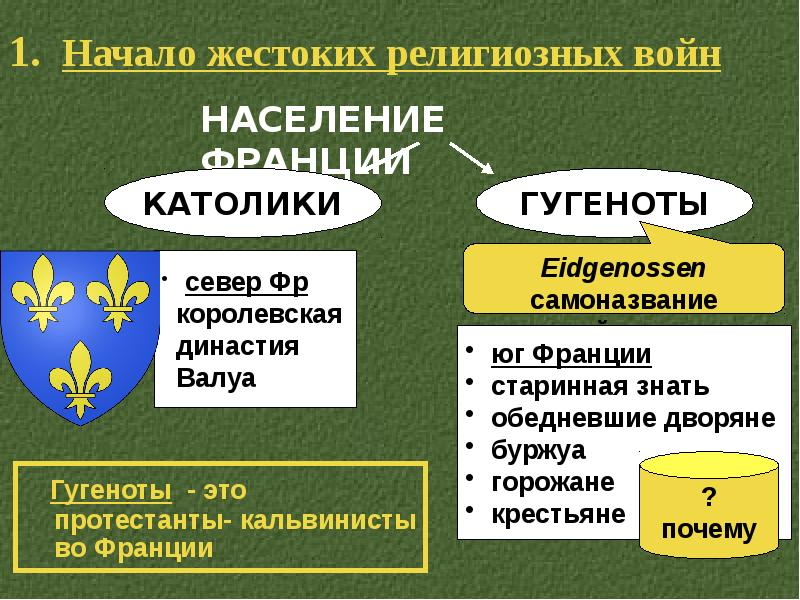 1. Начало жестоких религиозных войн
НАСЕЛЕНИЕ
ФРАНЦИИ
КАТОЛИКИ
ГУГЕНОТЫ
• север Фр
королевская
династия
Валуа
Eidgenossen
самоназвание
• юг Франции
• старинная знать
• обедневшие дворяне
• буржуа
• горожане
• крестьяне
?
почему
Гугеноты - это
протестанты- кальвинисты
во Франции